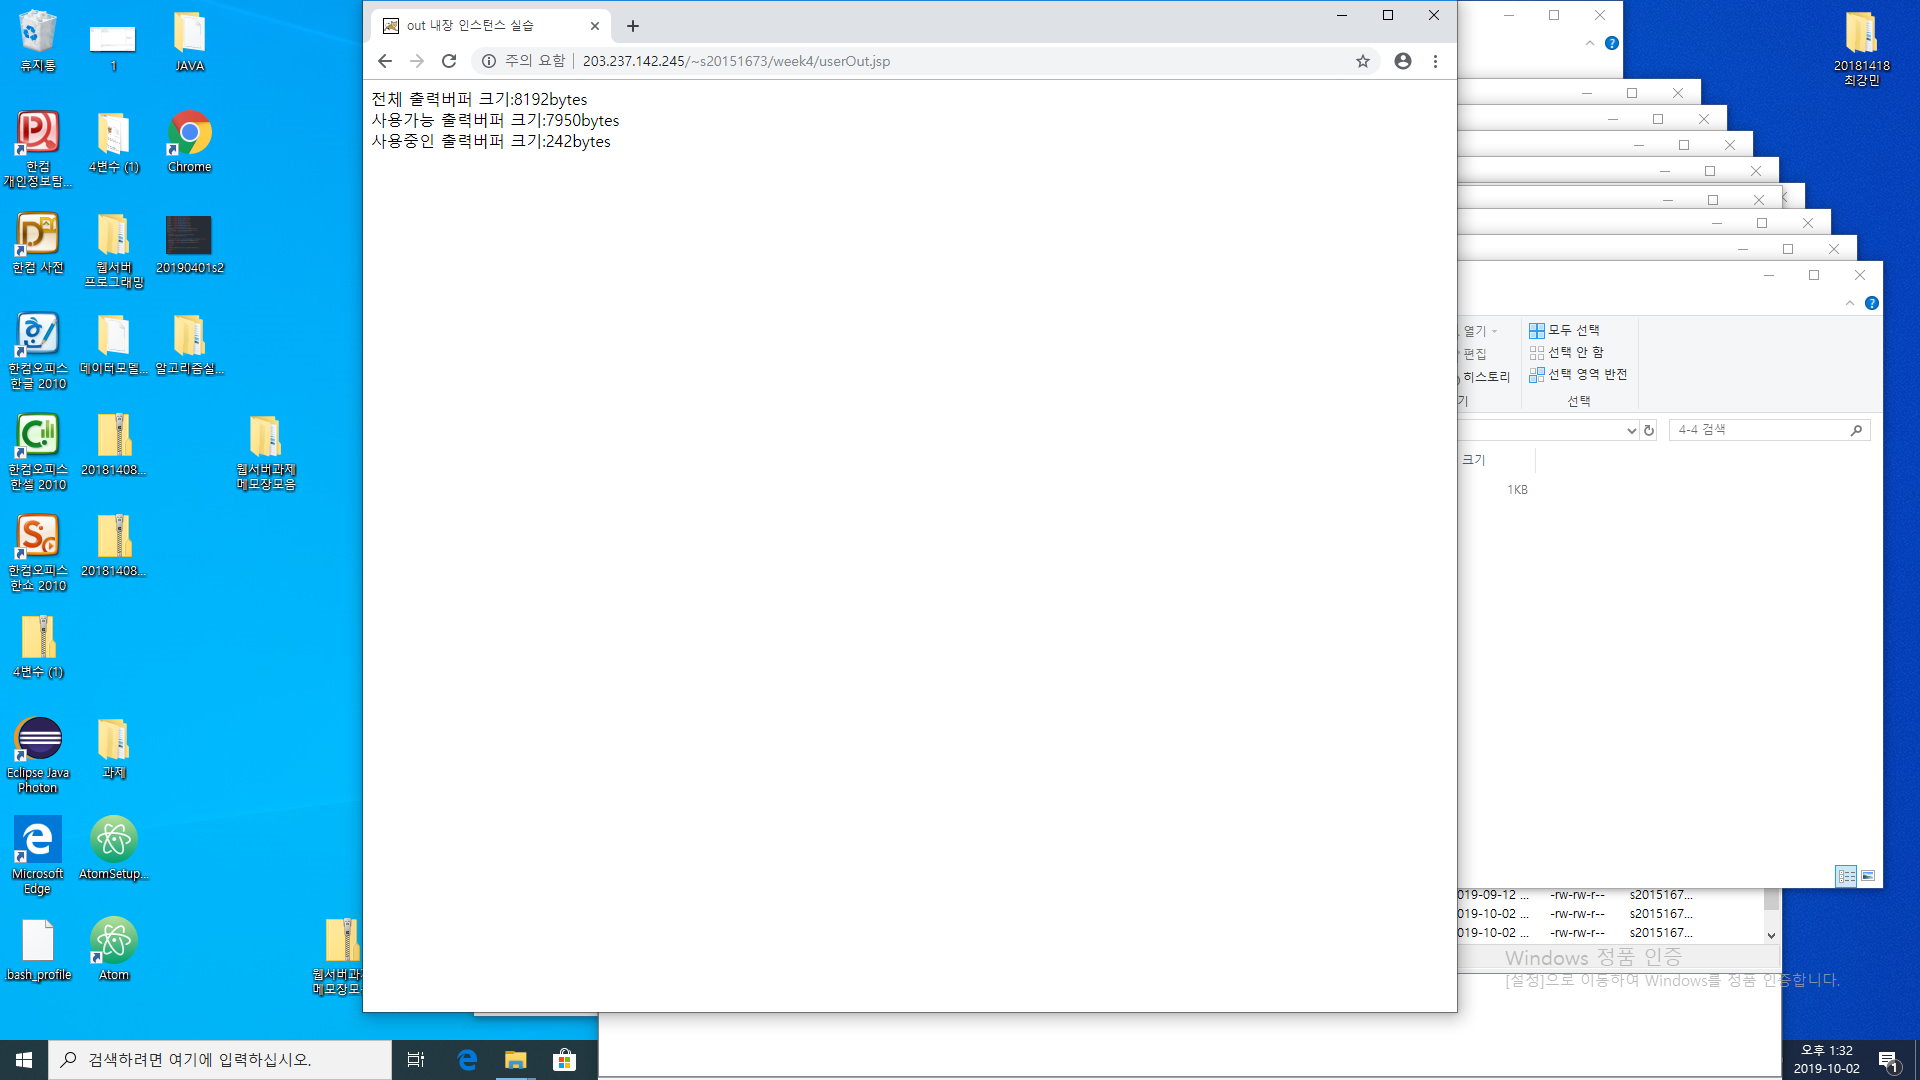 휴지통
1
JAVA
한컴
개인정보탐...
4변수 (1)
Chrome
한컴 사전
웹서버
프로그래밍
20190401s2
한컴오피스
한글 2010
데이터모델...
알고리즘실...
한컴오피스
한셀 2010
20181408...
웹서버과제
메모장모음
한컴오피스
한쇼 2010
20181408...
4변수 (1)
Eclipse Java
Photon
과제
Microsoft
Edge
AtomSetup...
.bash_profile
Atom
웹서버과제
메모장모
out 내장 인스턴스 실습
주의 요함
203.237.142.245/~s20151673/week4/userOut.jsp
전체 출력버퍼 크기:8192bytes
사용가능 출력버퍼 크기:7950bytes
사용중인 출력버퍼 크기:242bytes
20181418
최강민
열기
편집
히스토리
기
모두 선택
선택 안 함
선택 영역 반전
선택
4-4 검색
크기
1KB
019-09-12 ... -rw-rw-r-- s2015167...
019-10-02 ... -rw-rw-r-- s2015167...
019-10-02 ... -rw-rw-r-- s2015167...
Windows 정품 인증
[설정]으로 이동하여 Windows를 정품 인증합니다.
검색하려면 여기에 입력하십시오.
오후 1:32
2019-10-02
1